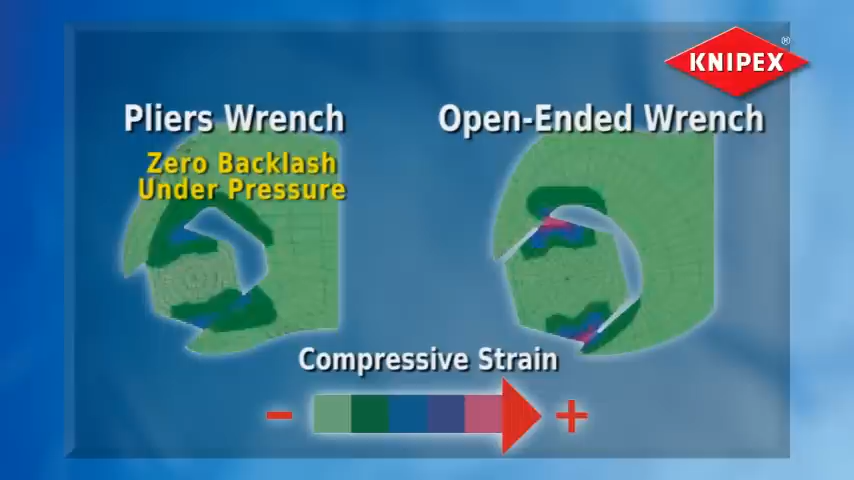 KNIPEX®
Pliers Wrench
Open-Ended Wrench
Zero Backlash
Under Pressure
Compressive Strain
- +